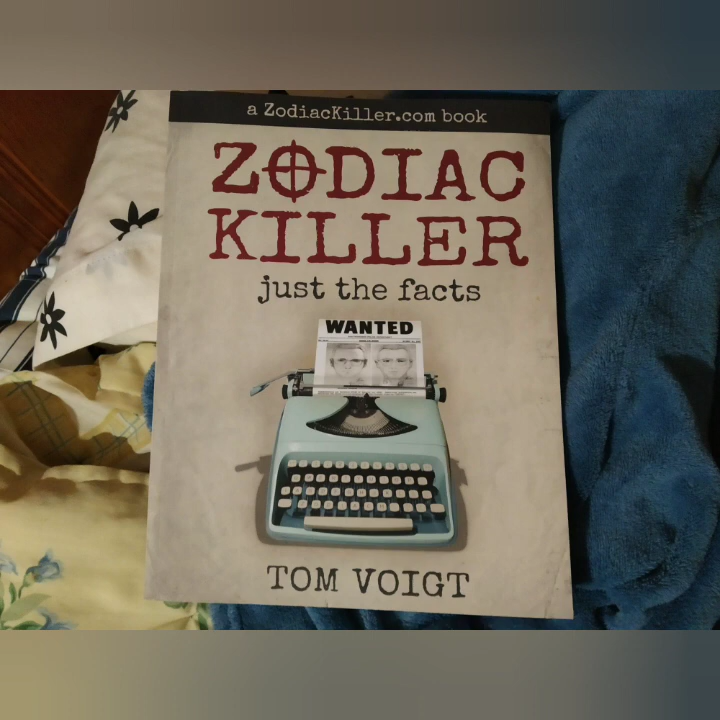 a ZodiacKiller.com book
ZODIAC
KILLER
just the facts
WANTED
TOM VOIGT